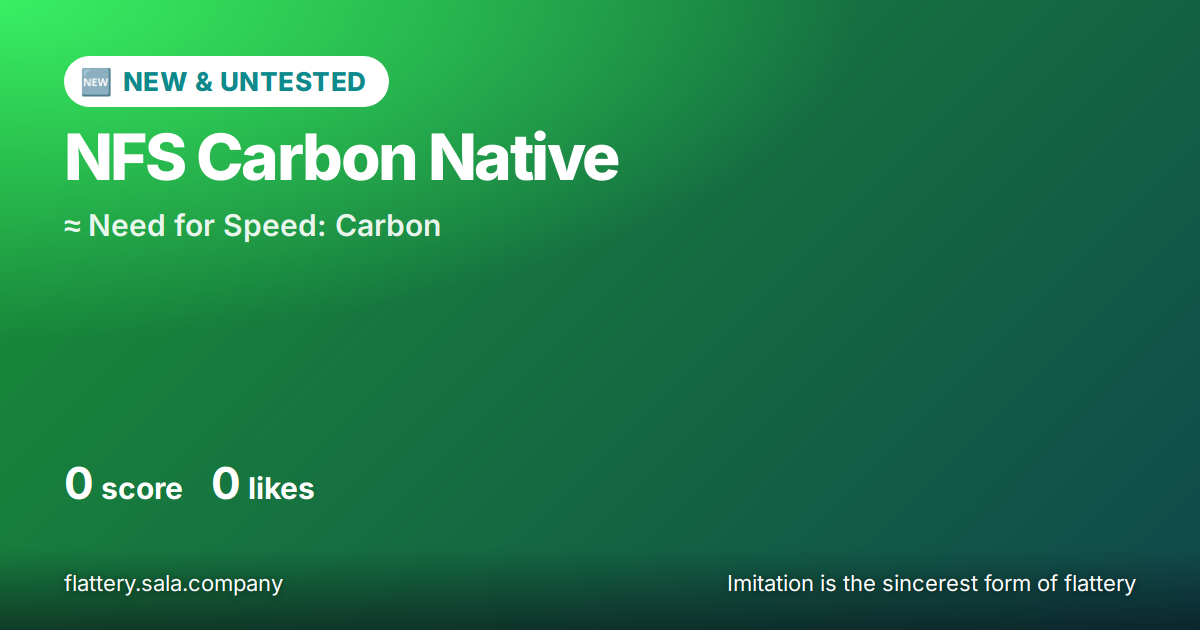 🆕 NEW & UNTESTED
NFS Carbon Native
≈ Need for Speed: Carbon
0 score 0 likes
flattery.sala.company
Imitation is the sincerest form of flattery